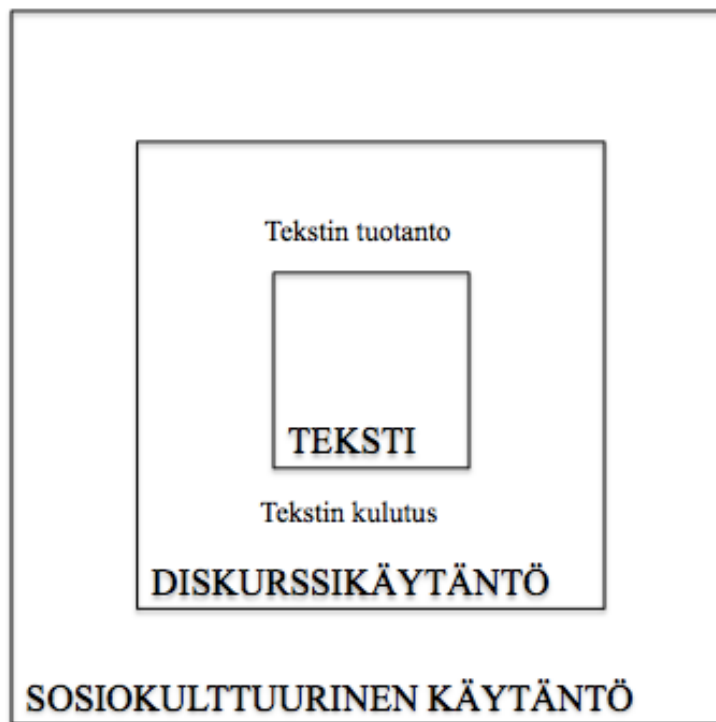 Tekstin tuotanto
TEKSTI
Tekstin kulutus
DISKURSSIKÄYTÄNTÖ
SOSIOKULTTUURINEN KÄYTÄNTÖ